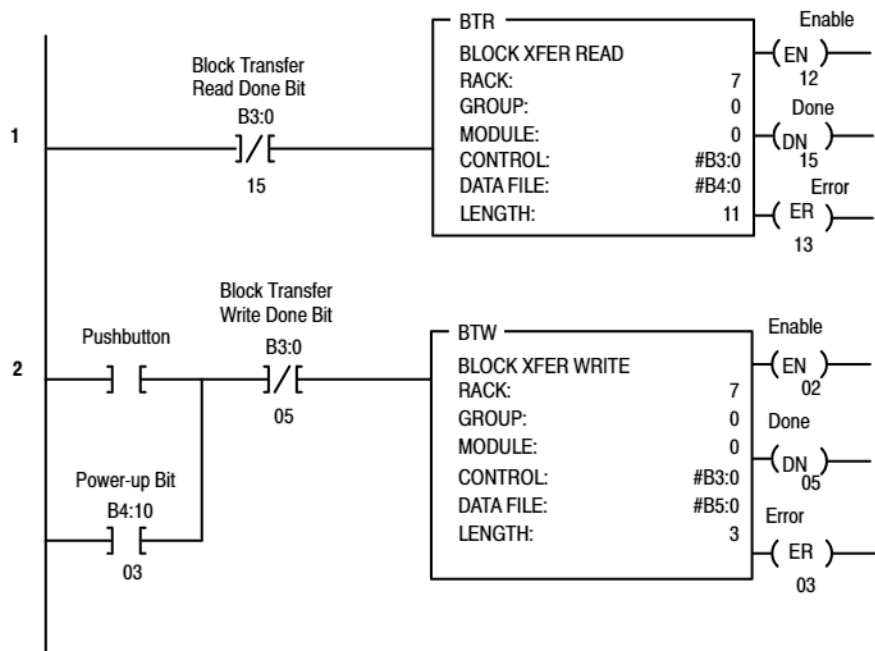 1
Block Transfer
Read Done Bit
B3:0
15
BTR
BLOCK XFER READ
RACK: 7
GROUP: 0
MODULE: 0
CONTROL: #B3:0
DATA FILE: #B4:0
LENGTH: 11
Enable
EN
12
Done
DN
15
Error
ER
13
2
Pushbutton
Block Transfer
Write Done Bit
B3:0
05
Power-up Bit
B4:10
03
BTW
BLOCK XFER WRITE
RACK: 7
GROUP: 0
MODULE: 0
CONTROL: #B3:0
DATA FILE: #B5:0
LENGTH: 3
Enable
EN
02
Done
DN
05
Error
ER
03